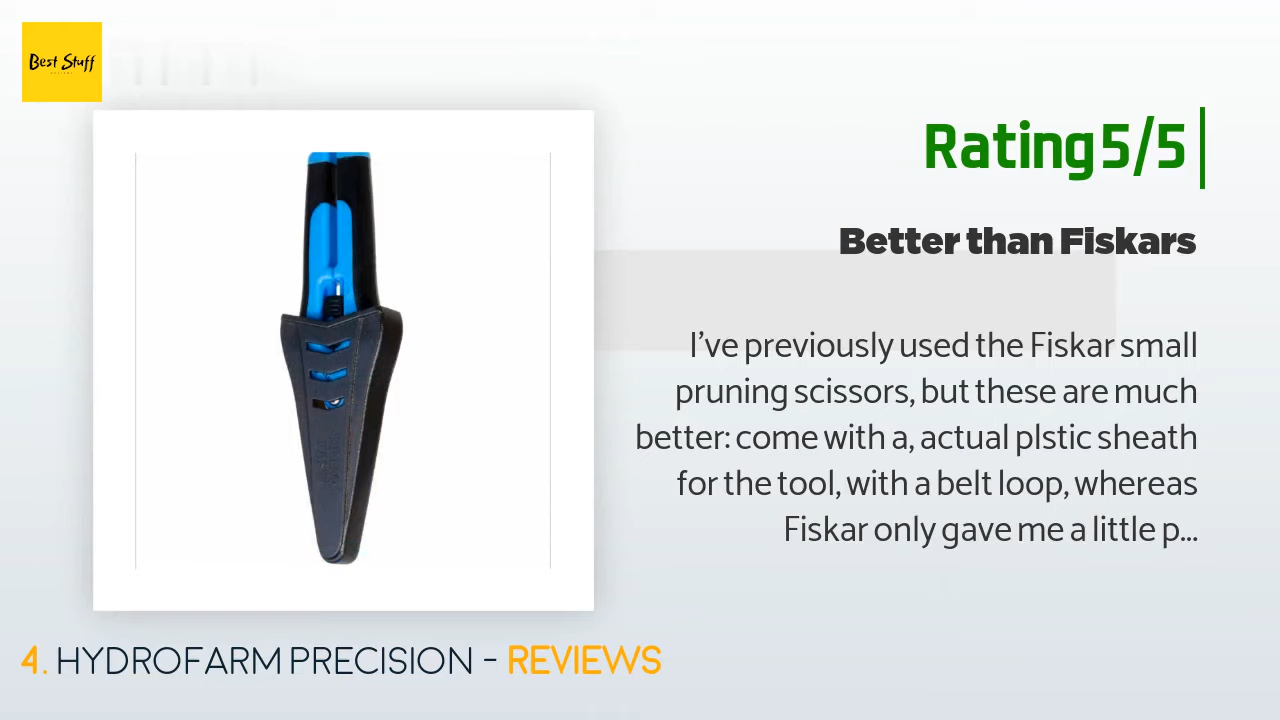 Best Stuff
Rating 5/5
Better than Fiskars
I've previously used the Fiskar small
pruning scissors, but these are much
better: come with a, actual plstic sheath
for the tool, with a belt loop, whereas
Fiskar only gave me a little p...
4. HYDROFARM PRECISION - REVIEWS